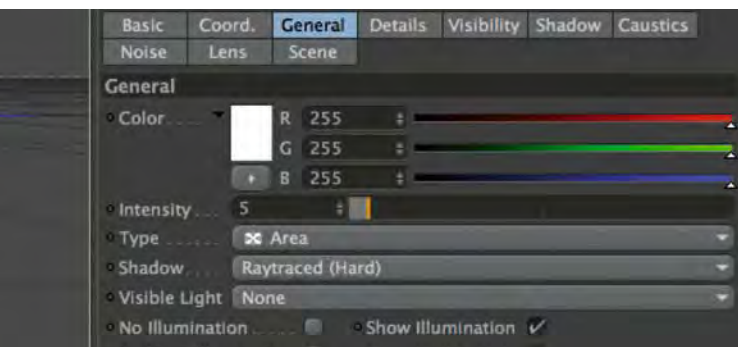 Basic Coord. General Details Visibility Shadow Caustics
Noise Lens Scene
General
Color R 255
G 255
B 255
Intensity 5
Type Area
Shadow Raytraced (Hard)
Visible Light None
No Illumination Show Illumination